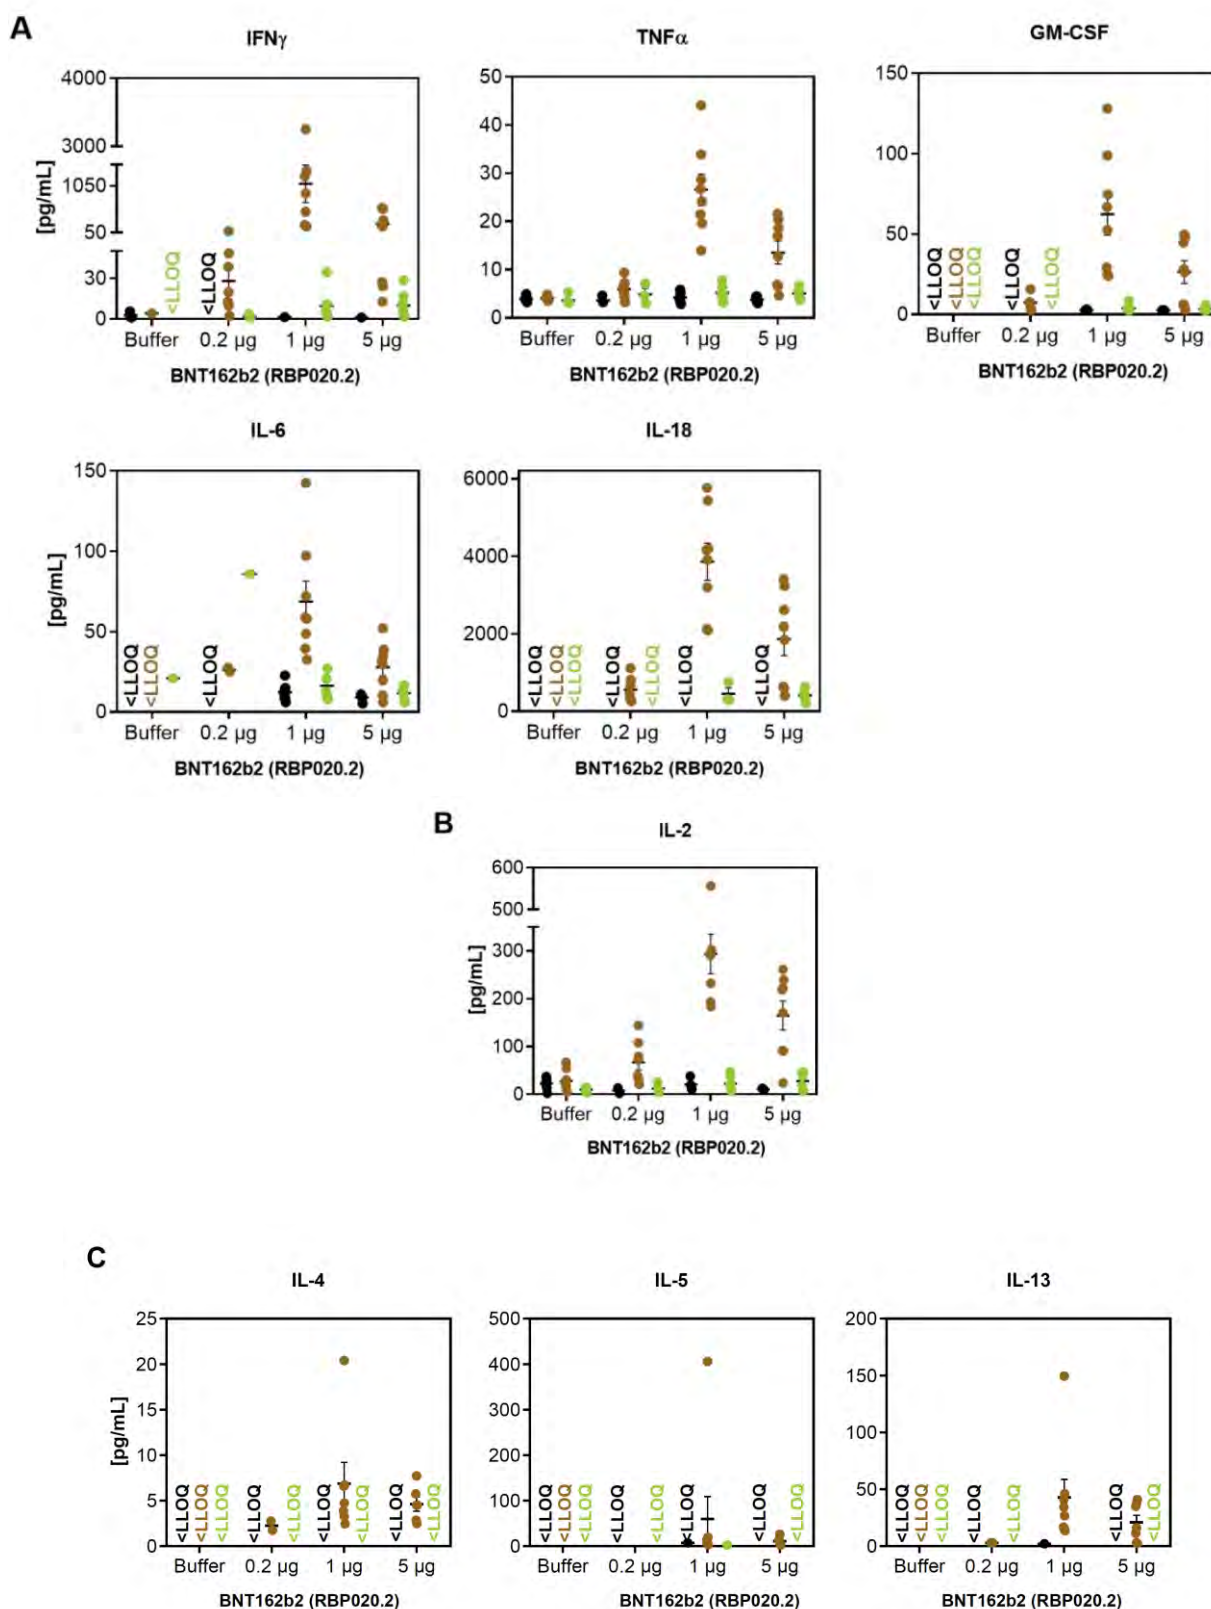 A
IFNγ
TNFα
GM-CSF
[pg/mL]
4000
3000
1050
50
30
0
<LLOQ
<LLOQ
Buffer 0.2 µg 1 µg 5 µg
BNT162b2 (RBP020.2)
50
40
30
20
10
0
Buffer 0.2 µg 1 µg 5 µg
BNT162b2 (RBP020.2)
150
100
50
0
<LLOQ
<LLOQ
<LLOQ
<LLOQ
<LLOQ
Buffer 0.2 µg 1 µg 5 µg
BNT162b2 (RBP020.2)
IL-6
IL-18
[pg/mL]
150
100
50
0
<LLOQ
<LLOQ
<LLOQ
Buffer 0.2 µg 1 µg 5 µg
BNT162b2 (RBP020.2)
6000
4000
2000
0
<LLOQ
<LLOQ
<LLOQ
<LLOQ
<LLOQ
<LLOQ
<LLOQ
Buffer 0.2 µg 1 µg 5 µg
BNT162b2 (RBP020.2)
B
IL-2
[pg/mL]
600
500
300
200
100
0
Buffer 0.2 µg 1 µg 5 µg
BNT162b2 (RBP020.2)
C
IL-4
IL-5
IL-13
[pg/mL]
25
20
15
10
5
0
<LLOQ
<LLOQ
<LLOQ
<LLOQ
<LLOQ
<LLOQ
<LLOQ
<LLOQ
<LLOQ
Buffer 0.2 µg 1 µg 5 µg
BNT162b2 (RBP020.2)
500
400
300
200
100
0
<LLOQ
<LLOQ
<LLOQ
<LLOQ
<LLOQ
<LLOQ
<LLOQ
<LLOQ
Buffer 0.2 µg 1 µg 5 µg
BNT162b2 (RBP020.2)
200
150
100
50
0
<LLOQ
<LLOQ
<LLOQ
<LLOQ
<LLOQ
<LLOQ
<LLOQ
<LLOQ
Buffer 0.2 µg 1 µg 5 µg
BNT162b2 (RBP020.2)